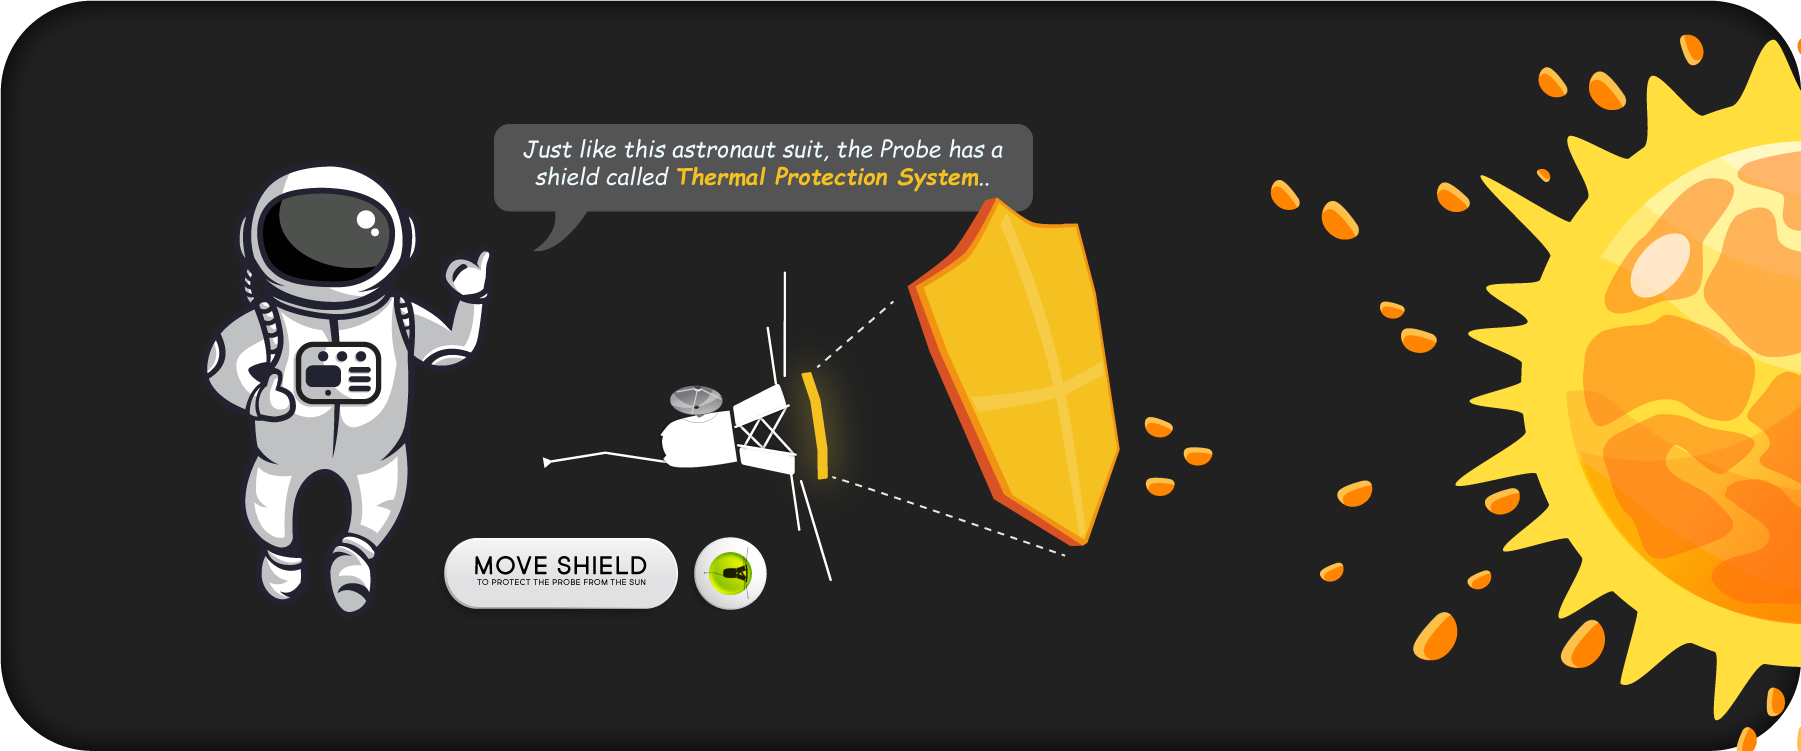 Just like this astronaut suit, the Probe has a
shield called Thermal Protection System..
MOVE SHIELD
TO PROTECT THE PROBE FROM THE SUN